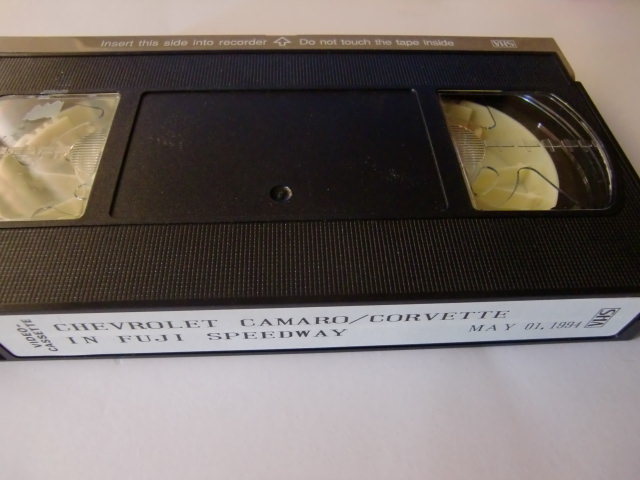 Insert this side into recorder ⇧ Do not touch the tape inside VHS
VIDEO-
CASSETTE
CHEVROLET CAMARO/CORVETTE
IN FUJI SPEEDWAY
MAY 01.1994
VHS